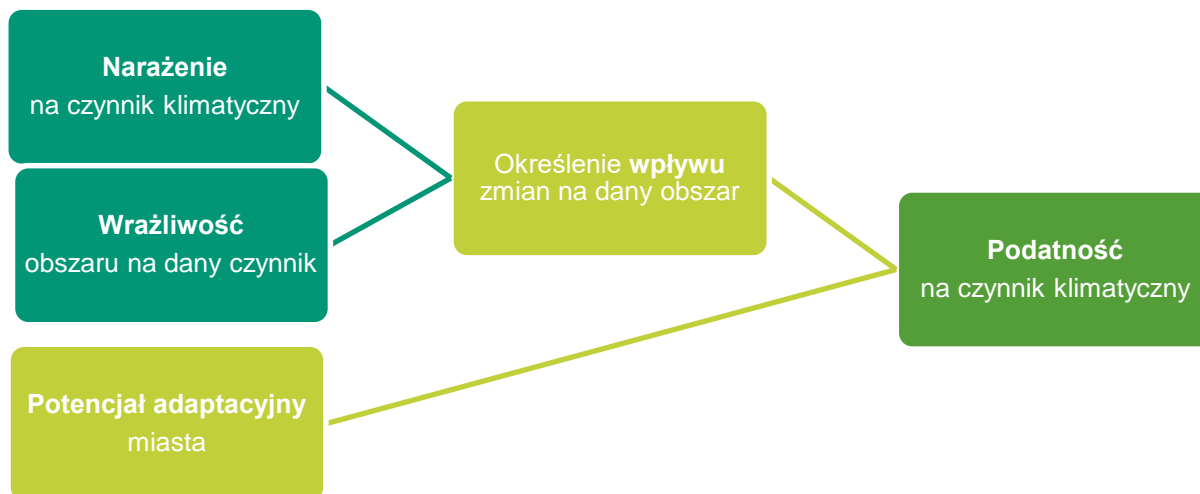 Narażenie
na czynnik klimatyczny
Wrażliwość
obszaru na dany czynnik
Potencjał adaptacyjny
miasta
Określenie wpływu
zmian na dany obszar
Podatność
na czynnik klimatyczny